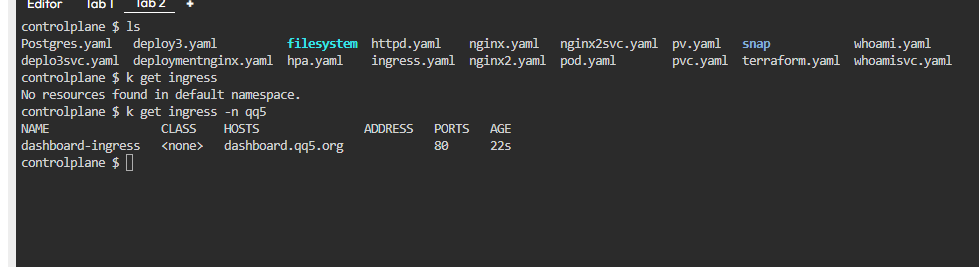 Editor Tab 1 Tab 2 +
controlplane $ ls
Postgres.yaml deploy3.yaml filesystem httpd.yaml nginx.yaml nginx2svc.yaml pv.yaml snap whoami.yaml
deplo3svc.yaml deploymentnginx.yaml hpa.yaml ingress.yaml nginx2.yaml pod.yaml pvc.yaml terraform.yaml whoamisvc.yaml
controlplane $ k get ingress
No resources found in default namespace.
controlplane $ k get ingress -n qq5
NAME CLASS HOSTS ADDRESS PORTS AGE
dashboard-ingress <none> dashboard.qq5.org 80 22s
controlplane $